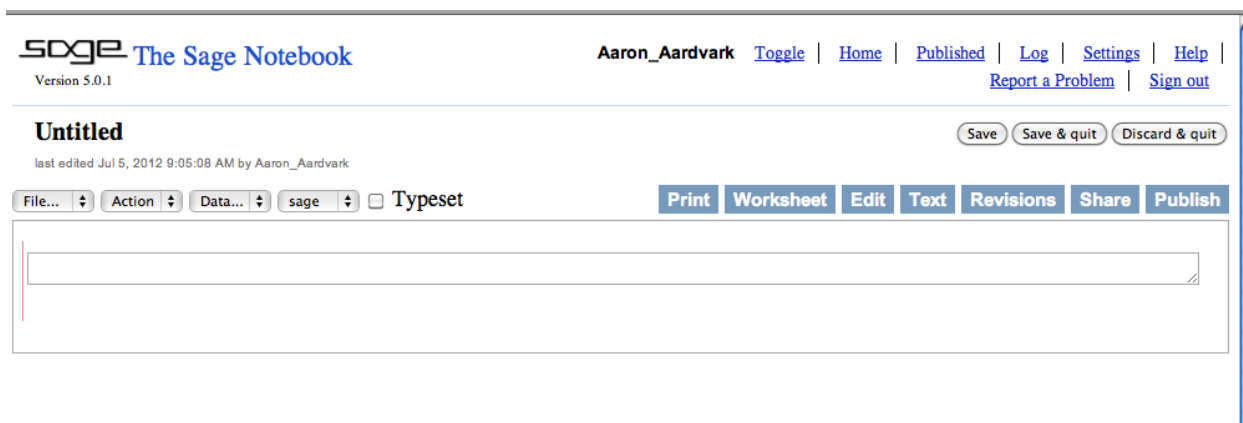 sage The Sage Notebook
Version 5.0.1
Aaron_Aardvark Toggle | Home | Published | Log | Settings | Help |
Report a Problem | Sign out
Untitled
last edited Jul 5, 2012 9:05:08 AM by Aaron_Aardvark
Save Save & quit Discard & quit
File... Action Data... sage Typeset
Print Worksheet Edit Text Revisions Share Publish